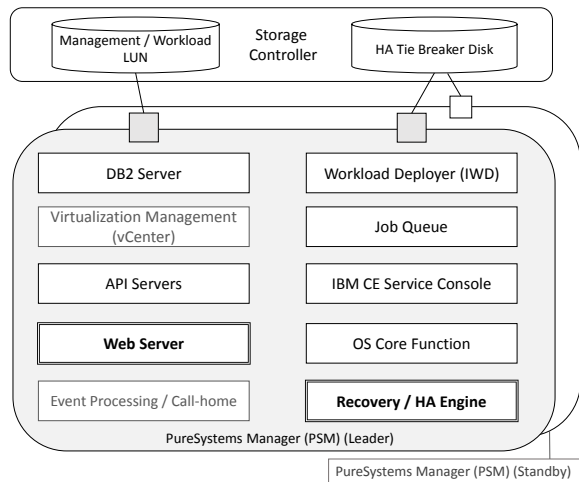 Management / Workload
LUN
Storage
Controller
HA Tie Breaker Disk
DB2 Server
Workload Deployer (IWD)
Virtualization Management
(vCenter)
Job Queue
API Servers
IBM CE Service Console
Web Server
OS Core Function
Event Processing / Call-home
Recovery / HA Engine
PureSystems Manager (PSM) (Leader)
PureSystems Manager (PSM) (Standby)